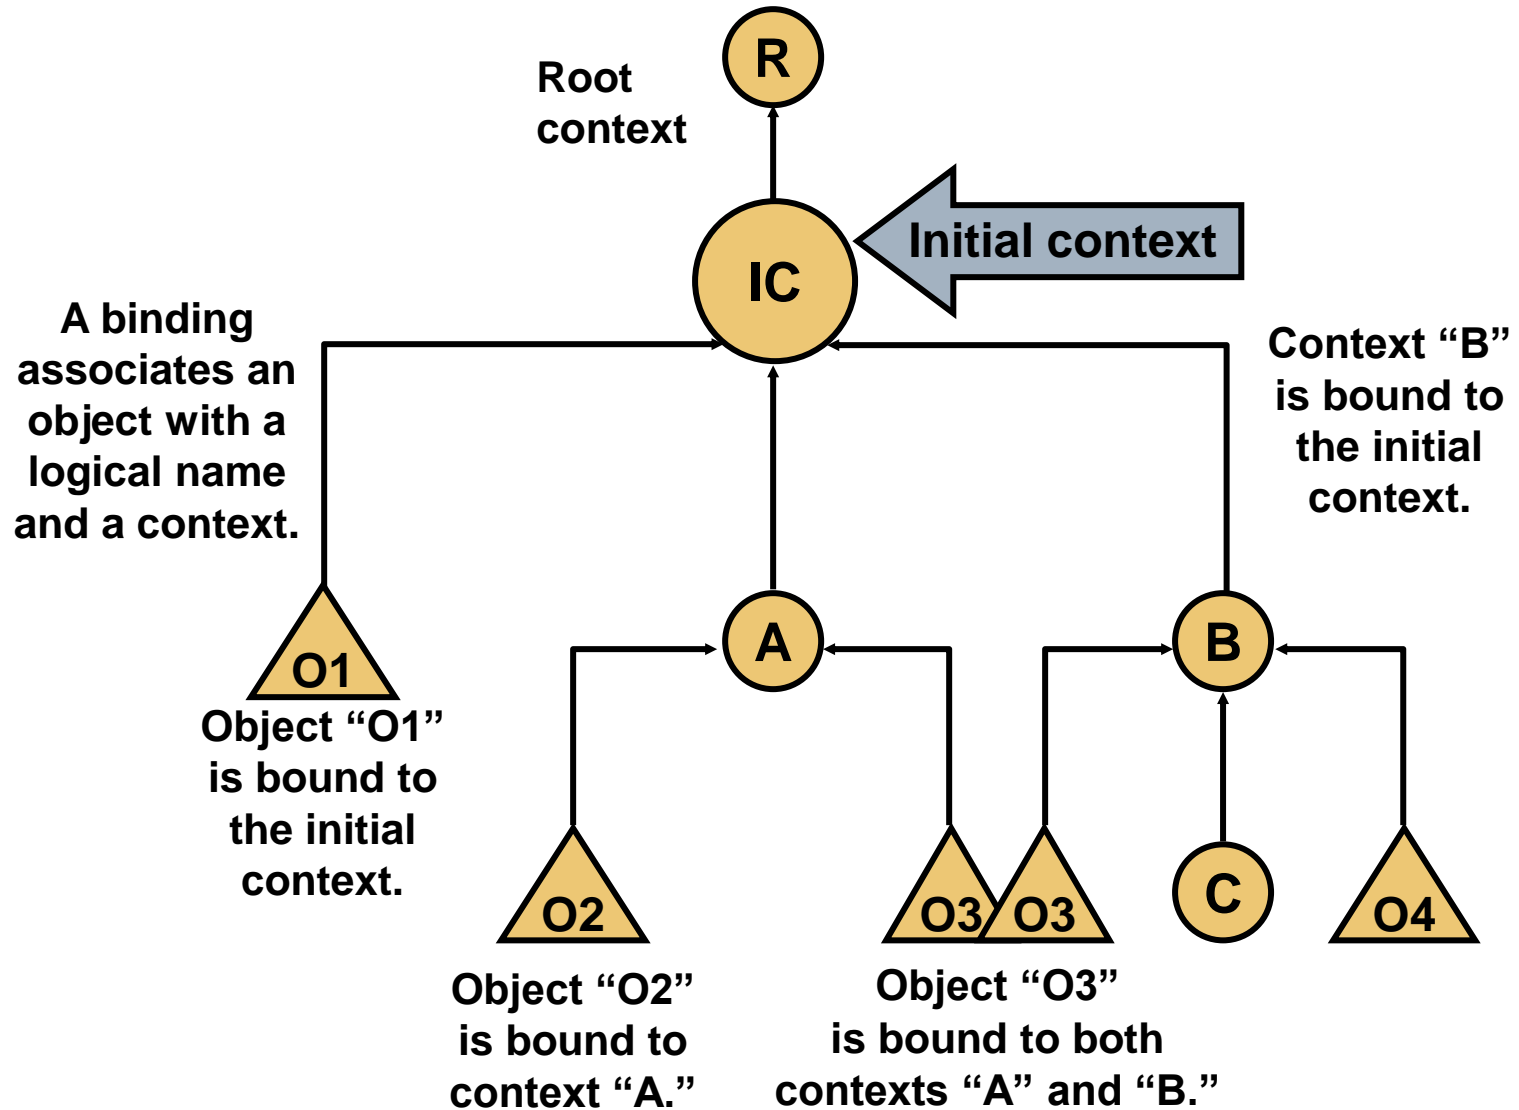 R
Root
context
Initial context
IC
A binding
associates an
object with a
logical name
and a context.
Context “B”
is bound to
the initial
context.
A
B
O1
Object “O1”
is bound to
the initial
context.
O2
O3
O3
C
O4
Object “O2”
is bound to
context “A.”
Object “O3”
is bound to both
contexts “A” and “B.”